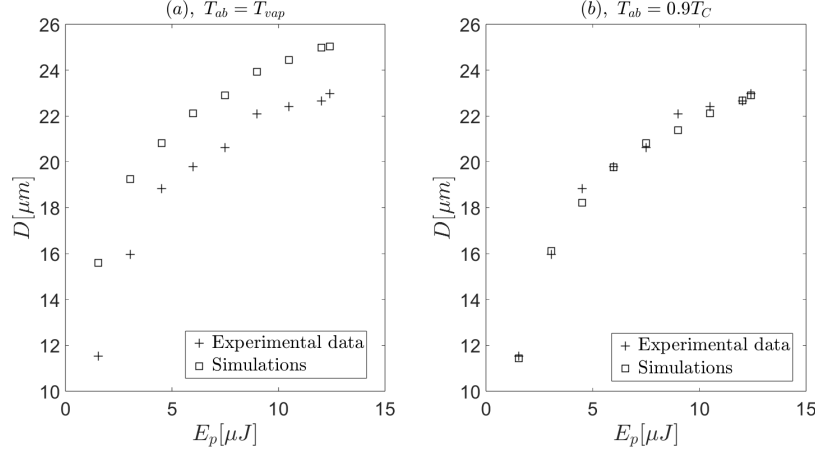 (a), T_ab = T_vap
26
24
22
20
18
16
14
12
10
D[μm]
0 5 10 15
E_p[μJ]
+ Experimental data
□ Simulations
(b), T_ab = 0.9T_C
26
24
22
20
18
16
14
12
10
D[μm]
0 5 10 15
E_p[μJ]
+ Experimental data
□ Simulations